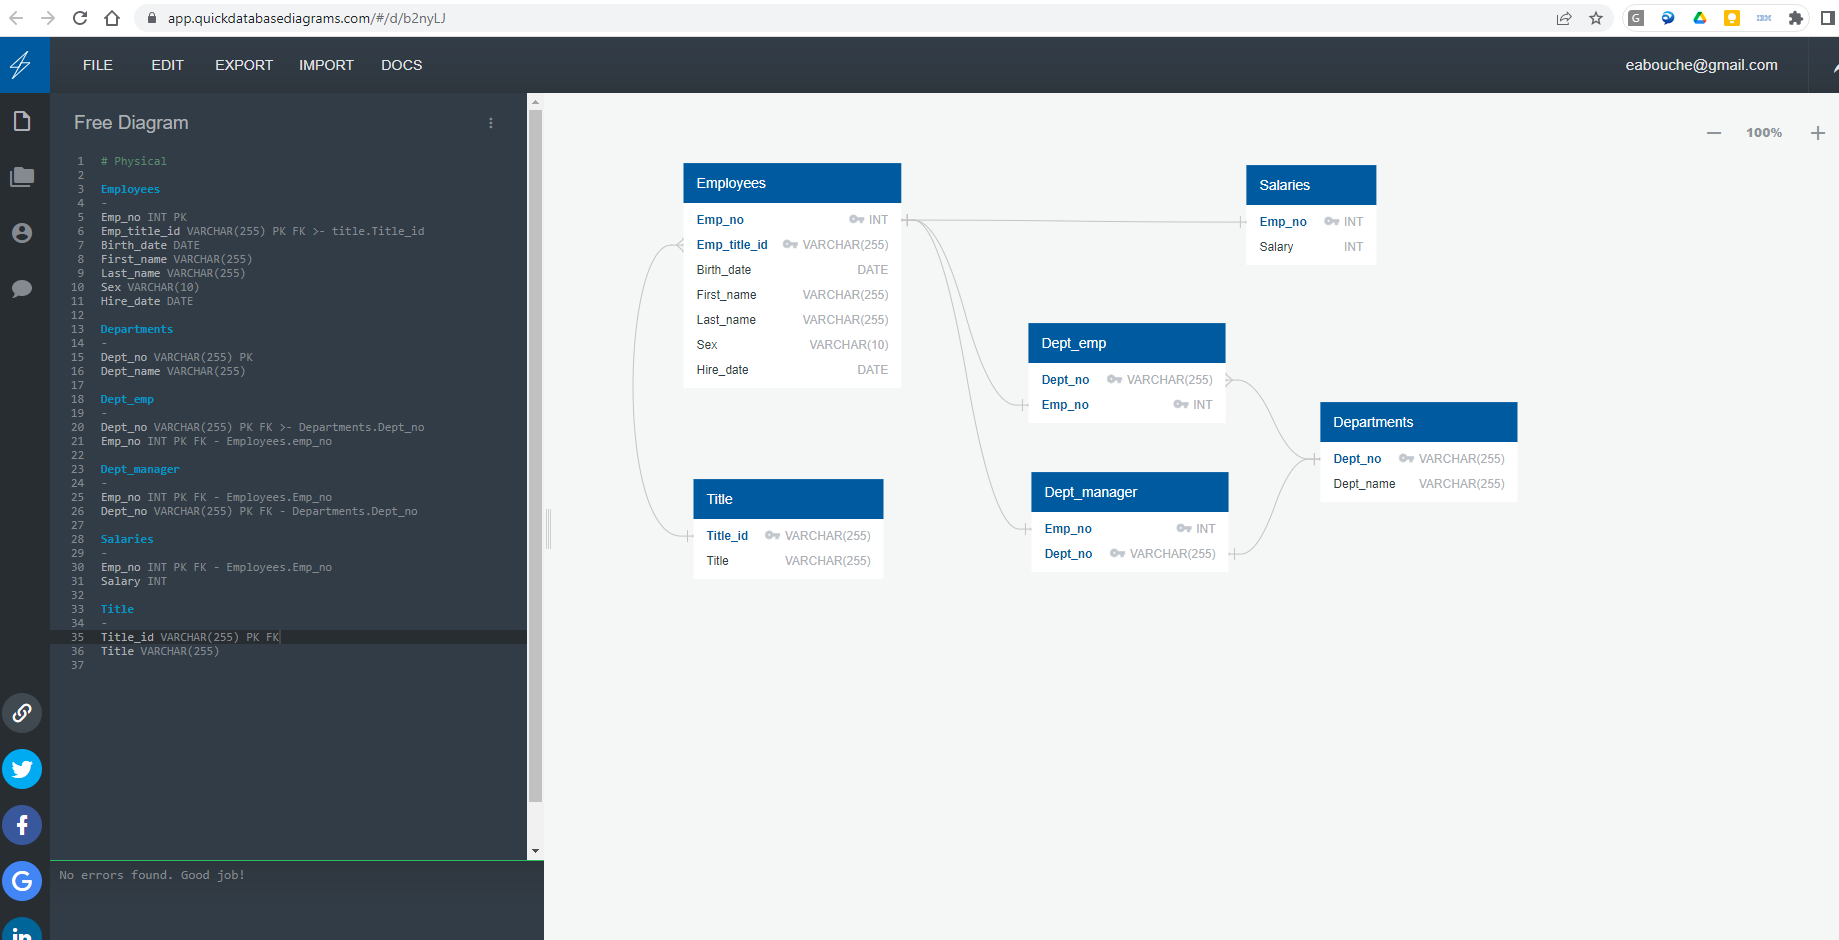 app.quickdatabasediagrams.com/#/d/b2nyLJ
FILE EDIT EXPORT IMPORT DOCS
eabouche@gmail.com
Free Diagram
1 # Physical
2
3 Employees
4 -
5 Emp_no INT PK
6 Emp_title_id VARCHAR(255) PK FK >- title.Title_id
7 Birth_date DATE
8 First_name VARCHAR(255)
9 Last_name VARCHAR(255)
10 Sex VARCHAR(10)
11 Hire_date DATE
12
13 Departments
14 -
15 Dept_no VARCHAR(255) PK
16 Dept_name VARCHAR(255)
17
18 Dept_emp
19 -
20 Dept_no VARCHAR(255) PK FK >- Departments.Dept_no
21 Emp_no INT PK FK - Employees.emp_no
22
23 Dept_manager
24 -
25 Emp_no INT PK FK - Employees.Emp_no
26 Dept_no VARCHAR(255) PK FK - Departments.Dept_no
27
28 Salaries
29 -
30 Emp_no INT PK FK - Employees.Emp_no
31 Salary INT
32
33 Title
34 -
35 Title_id VARCHAR(255) PK FK
36 Title VARCHAR(255)
37
No errors found. Good job!
100%
Employees
Emp_no INT
Emp_title_id VARCHAR(255)
Birth_date DATE
First_name VARCHAR(255)
Last_name VARCHAR(255)
Sex VARCHAR(10)
Hire_date DATE
Salaries
Emp_no INT
Salary INT
Dept_emp
Dept_no VARCHAR(255)
Emp_no INT
Departments
Dept_no VARCHAR(255)
Dept_name VARCHAR(255)
Dept_manager
Emp_no INT
Dept_no VARCHAR(255)
Title
Title_id VARCHAR(255)
Title VARCHAR(255)